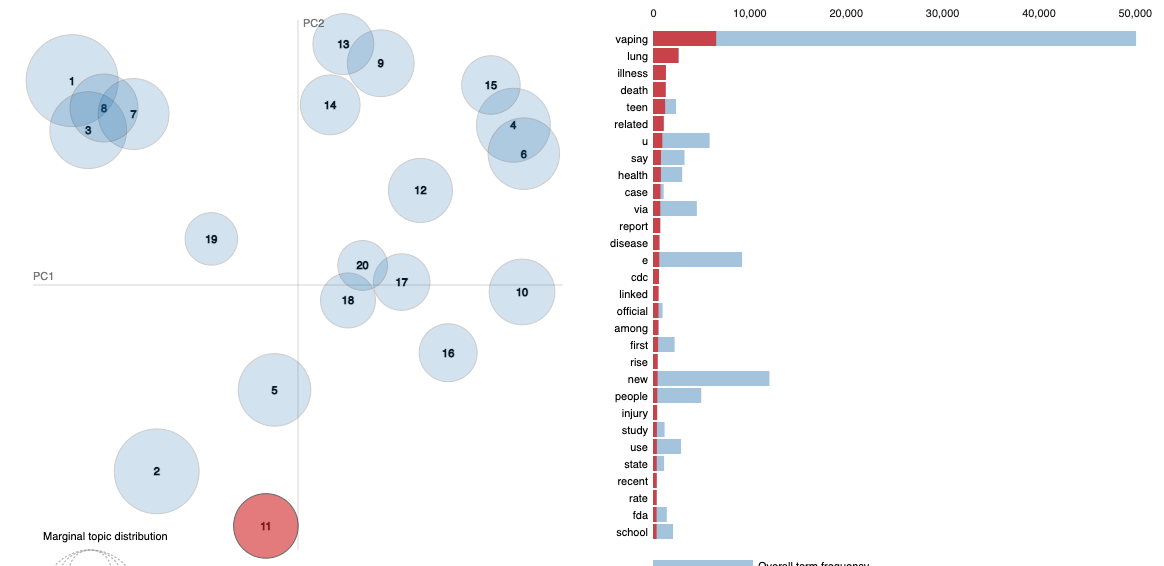 PC2
PC1
1
8
3
7
13
9
14
15
4
6
12
19
20
17
18
10
16
5
2
11
Marginal topic distribution
0 10,000 20,000 30,000 40,000 50,000
vaping
lung
illness
death
teen
related
u
say
health
case
via
report
disease
e
cdc
linked
official
among
first
rise
new
people
injury
study
use
state
recent
rate
fda
school
Overall term frequency